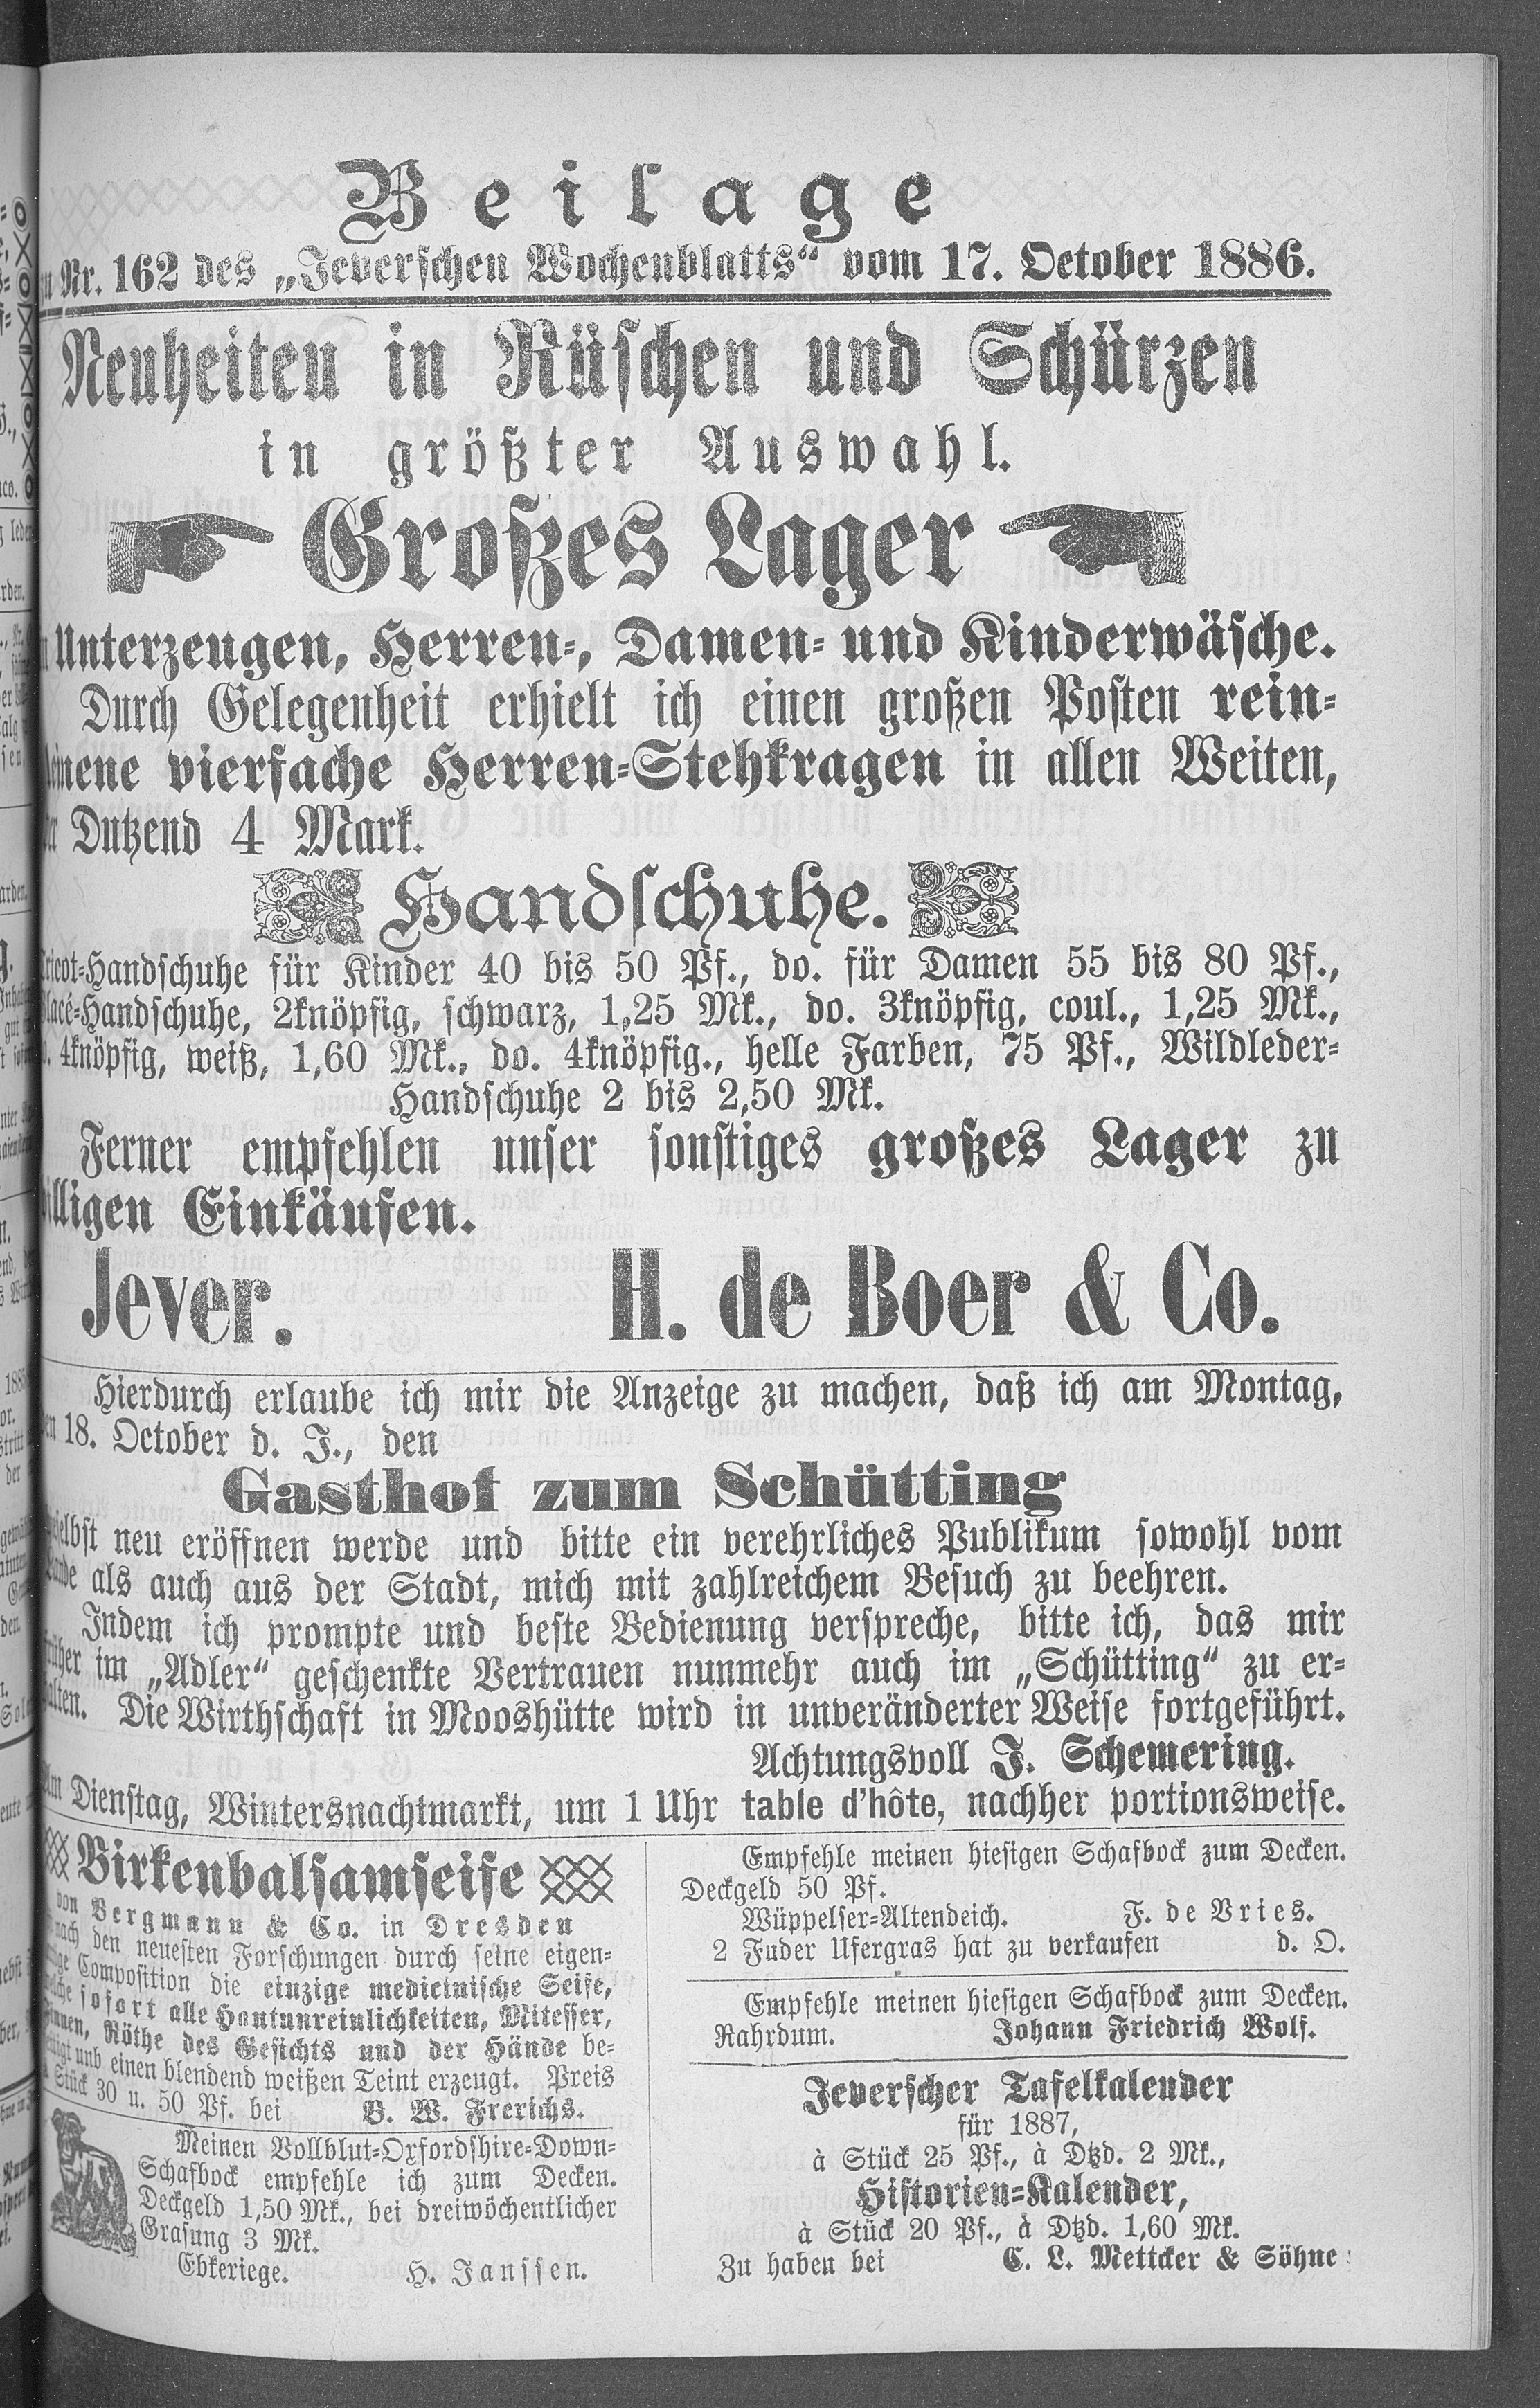 Beilage
Nr. 162 des „Jeverschen Wochenblatts“ vom 17. October 1886.
Neuheiten in Rüschen und Schürzen
in größter Auswahl.
Großes Lager
Unterzeugen, Herren-, Damen- und Kinderwäsche.
Durch Gelegenheit erhielt ich einen großen Posten rein-
leinene vierfache Herren-Stehkragen in allen Weiten,
Dutzend 4 Mark.
Handschuhe.
Tricot-Handschuhe für Kinder 40 bis 50 Pf., do. für Damen 55 bis 80 Pf.,
Glacé-Handschuhe, 2knöpfig, schwarz, 1,25 Mk., do. 3knöpfig, coul., 1,25 Mk.,
do. 4knöpfig, weiß, 1,60 Mk., do. 4knöpfig., helle Farben, 75 Pf., Wildleder-
Handschuhe 2 bis 2,50 Mk.
Ferner empfehlen unser sonstiges großes Lager zu
billigen Einkäufen.
Jever. H. de Boer & Co.
Hierdurch erlaube ich mir die Anzeige zu machen, daß ich am Montag,
den 18. October d. J., den
Gasthof zum Schütting
neu eröffnen werde und bitte ein verehrliches Publikum sowohl vom
Lande als auch aus der Stadt, mich mit zahlreichem Besuch zu beehren.
Indem ich prompte und beste Bedienung verspreche, bitte ich, das mir
früher im „Adler“ geschenkte Vertrauen nunmehr auch im „Schütting“ zu er-
halten. Die Wirthschaft in Mooshütte wird in unveränderter Weise fortgeführt.
Achtungsvoll J. Schemering.
Am Dienstag, Wintersnachtmarkt, um 1 Uhr table d'hôte, nachher portionsweise.
Birkenbalsamseife
von Bergmann & Co. in Dresden
nach den neuesten Forschungen durch seine eigen-
Composition die einzige medicinische Seife,
welche sofort alle Hautunreinlichkeiten, Mitesser,
Finnen, Röthe des Gesichts und der Hände be-
unb einen blendend weißen Teint erzeugt. Preis
Stück 30 u. 50 Pf. bei B. W. Frerichs.
Meinen Vollblut-Oxfordshire-Down-
Schafbock empfehle ich zum Decken.
Deckgeld 1,50 Mk., bei dreiwöchentlicher
Grasung 3 Mk.
Ebkeriege. H. Janssen.
Empfehle meinen hiesigen Schafbock zum Decken.
Deckgeld 50 Pf.
Wüppelser-Altendeich. F. de Vries.
2 Fuder Ufergras hat zu verkaufen d. O.
Empfehle meinen hiesigen Schafbock zum Decken.
Rahrdum. Johann Friedrich Wolf.
Jeverscher Tafelkalender
für 1887,
à Stück 25 Pf., à Dtzd. 2 Mk.,
Historien-Kalender,
à Stück 20 Pf., à Dtzd. 1,60 Mk.
Zu haben bei C. L. Mettcker & Söhne